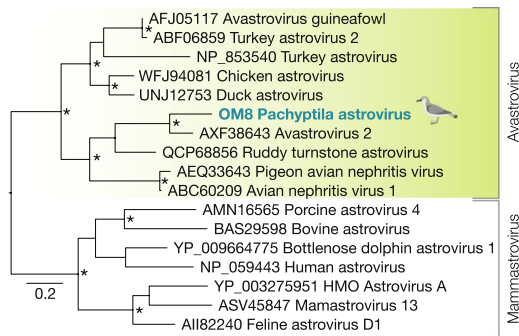 AFJ05117 Avastrovirus guineafowl
ABF06859 Turkey astrovirus 2
NP_853540 Turkey astrovirus
WFJ94081 Chicken astrovirus
UNJ12753 Duck astrovirus
OM8 Pachyptila astrovirus
AXF38643 Avastrovirus 2
QCP68856 Ruddy turnstone astrovirus
AEQ33643 Pigeon avian nephritis virus
ABC60209 Avian nephritis virus 1
AMN16565 Porcine astrovirus 4
BAS29598 Bovine astrovirus
YP_009664775 Bottlenose dolphin astrovirus 1
NP_059443 Human astrovirus
YP_003275951 HMO Astrovirus A
ASV45847 Mamastrovirus 13
AII82240 Feline astrovirus D1
0.2
Avastrovirus
Mammastrovirus